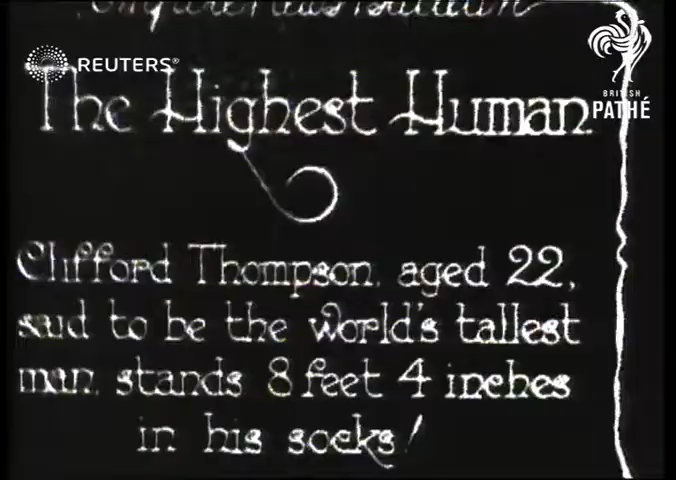 REUTERS
BRITISH
PATHÉ
The Highest Human.
Clifford Thompson, aged 22,
said to be the world's tallest
man, stands 8 feet 4 inches
in his socks!